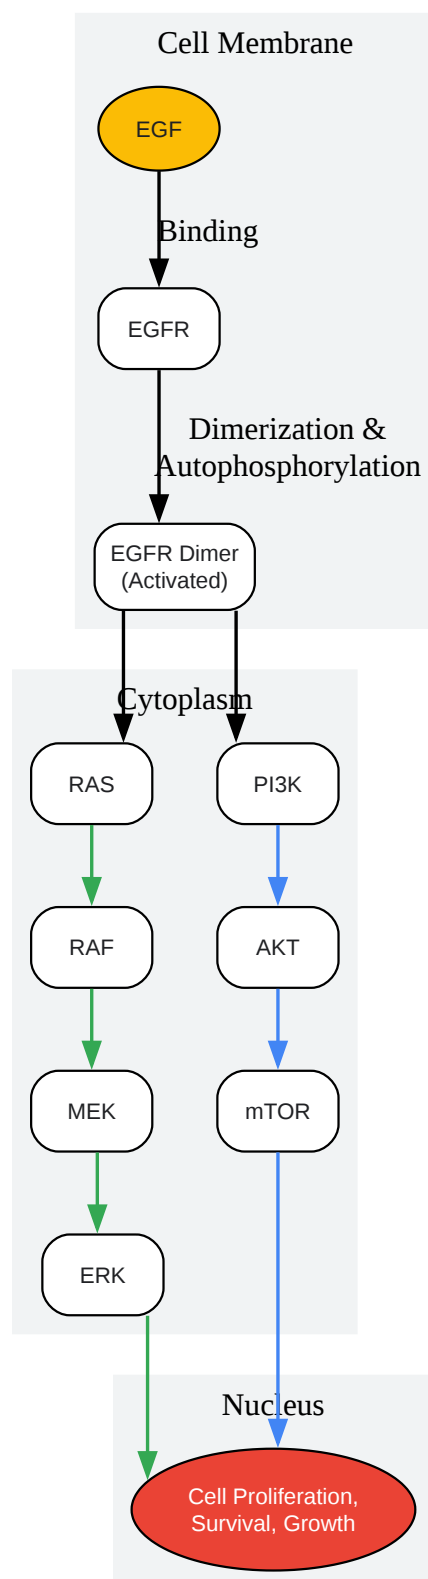 Cell Membrane
EGF
Binding
EGFR
Dimerization &
Autophosphorylation
EGFR Dimer
(Activated)
Cytoplasm
RAS
PI3K
RAF
AKT
MEK
mTOR
ERK
Nucleus
Cell Proliferation,
Survival, Growth